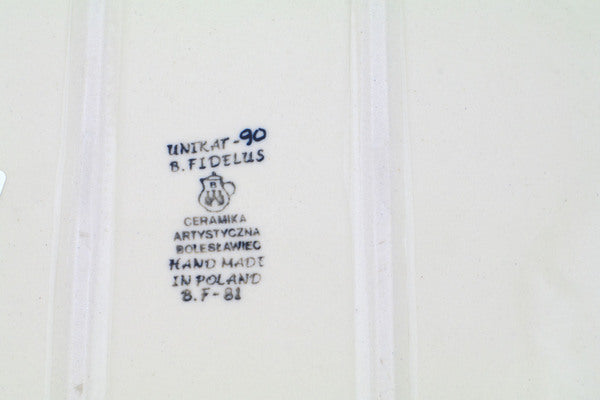 UNIKAT-90
B. FIDELUS
B
CERAMIKA
ARTYSTYCZNA
BOLESŁAWIEC
HAND MADE
IN POLAND
B.F-81